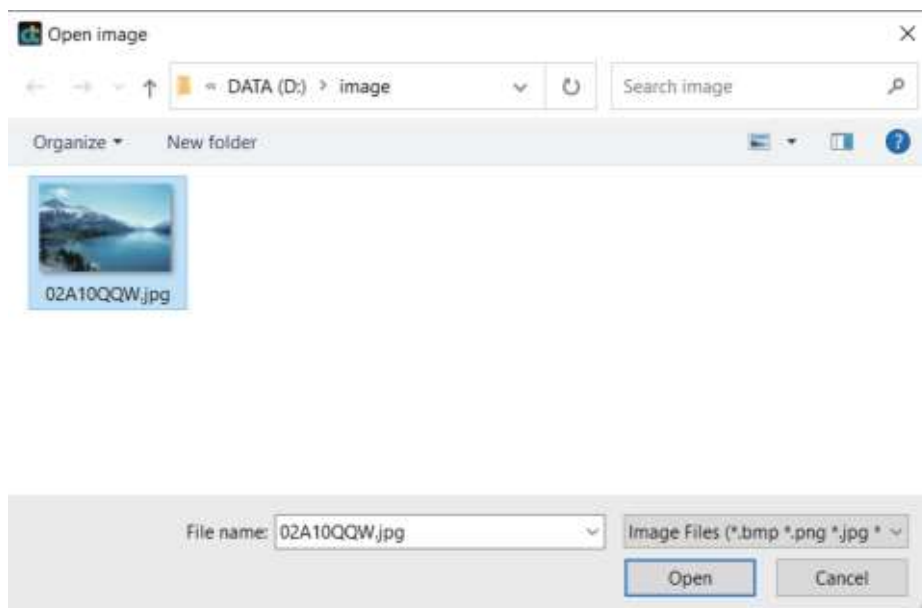 Open image
« DATA (D:) > image
Search image
Organize
New folder
02A10QQW.jpg
File name: 02A10QQW.jpg
Image Files (*.bmp *.png *.jpg *
Open
Cancel